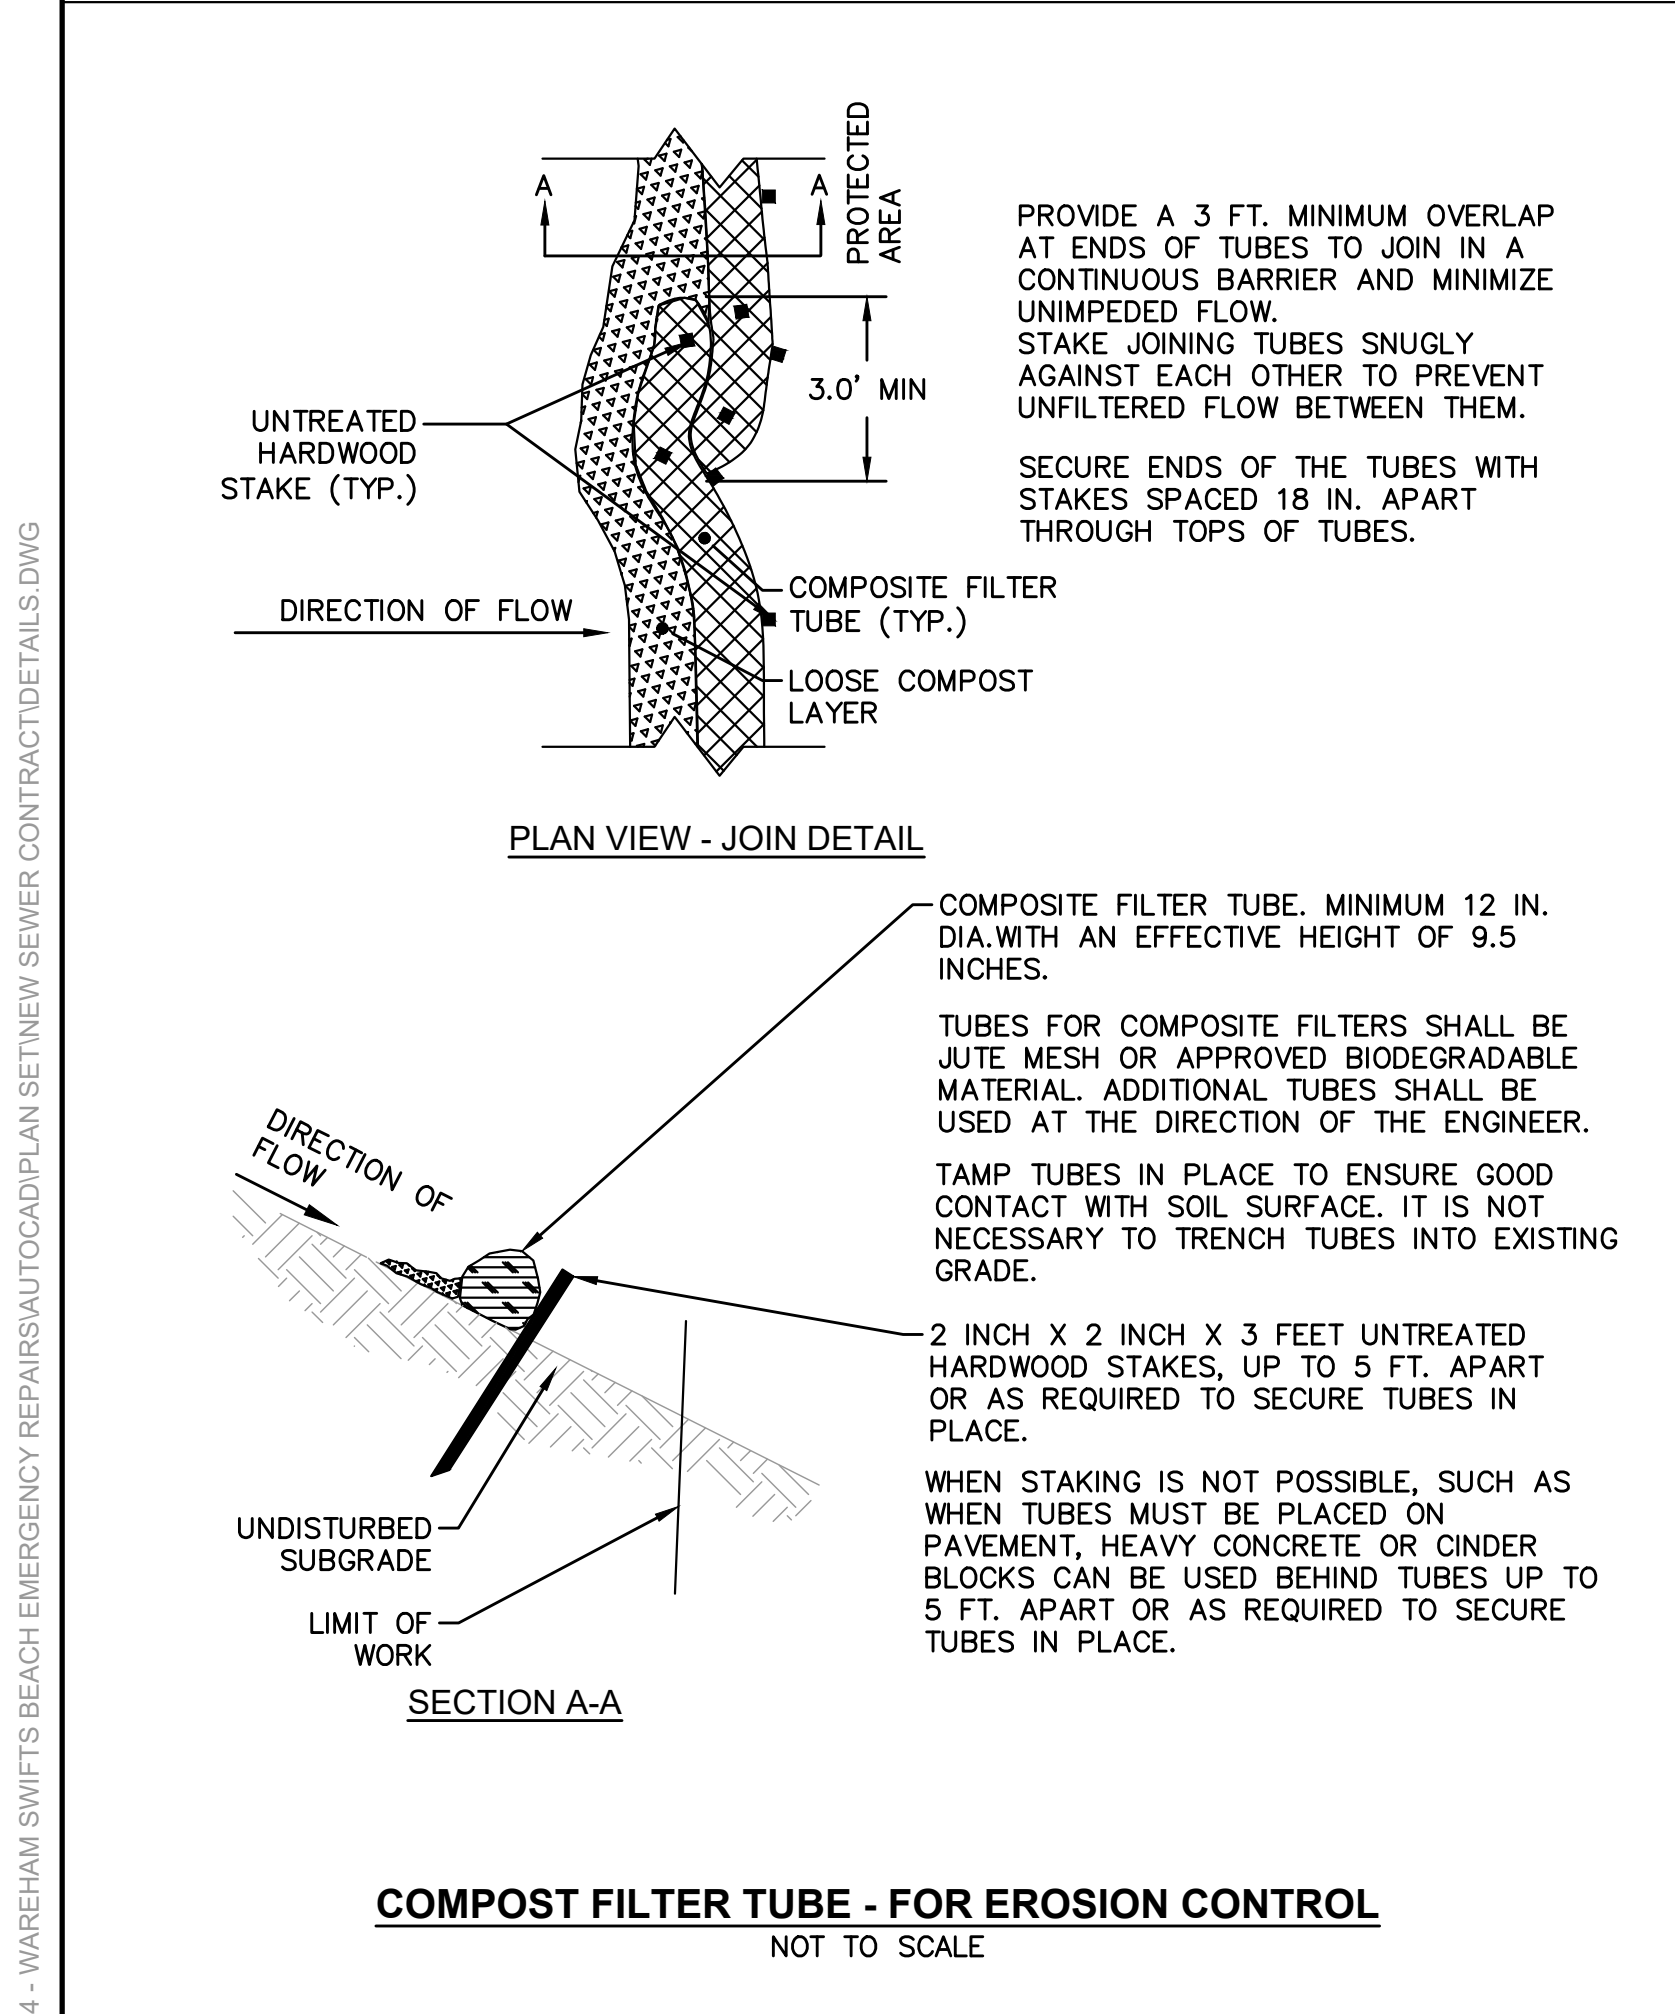 4 - WAREHAM SWIFTS BEACH EMERGENCY REPAIRS\AUTOCAD\PLAN SET\NEW SEWER CONTRACT\DETAILS.DWG
A
A
PROTECTED
AREA
PROVIDE A 3 FT. MINIMUM OVERLAP
AT ENDS OF TUBES TO JOIN IN A
CONTINUOUS BARRIER AND MINIMIZE
UNIMPEDED FLOW.
STAKE JOINING TUBES SNUGLY
AGAINST EACH OTHER TO PREVENT
UNFILTERED FLOW BETWEEN THEM.
SECURE ENDS OF THE TUBES WITH
STAKES SPACED 18 IN. APART
THROUGH TOPS OF TUBES.
3.0' MIN
UNTREATED
HARDWOOD
STAKE (TYP.)
DIRECTION OF FLOW
COMPOSITE FILTER
TUBE (TYP.)
LOOSE COMPOST
LAYER
PLAN VIEW - JOIN DETAIL
COMPOSITE FILTER TUBE. MINIMUM 12 IN.
DIA.WITH AN EFFECTIVE HEIGHT OF 9.5
INCHES.
TUBES FOR COMPOSITE FILTERS SHALL BE
JUTE MESH OR APPROVED BIODEGRADABLE
MATERIAL. ADDITIONAL TUBES SHALL BE
USED AT THE DIRECTION OF THE ENGINEER.
TAMP TUBES IN PLACE TO ENSURE GOOD
CONTACT WITH SOIL SURFACE. IT IS NOT
NECESSARY TO TRENCH TUBES INTO EXISTING
GRADE.
2 INCH X 2 INCH X 3 FEET UNTREATED
HARDWOOD STAKES, UP TO 5 FT. APART
OR AS REQUIRED TO SECURE TUBES IN
PLACE.
WHEN STAKING IS NOT POSSIBLE, SUCH AS
WHEN TUBES MUST BE PLACED ON
PAVEMENT, HEAVY CONCRETE OR CINDER
BLOCKS CAN BE USED BEHIND TUBES UP TO
5 FT. APART OR AS REQUIRED TO SECURE
TUBES IN PLACE.
DIRECTION OF
FLOW
UNDISTURBED
SUBGRADE
LIMIT OF
WORK
SECTION A-A
COMPOST FILTER TUBE - FOR EROSION CONTROL
NOT TO SCALE